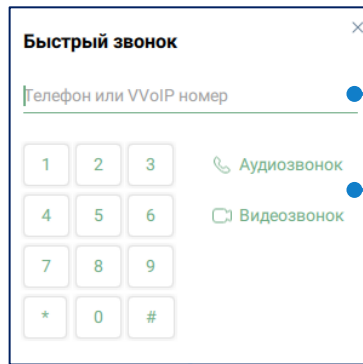 Быстрый звонок
Телефон или VVoIP номер
1 2 3 Аудиозвонок
4 5 6 Видеозвонок
7 8 9
* 0 #